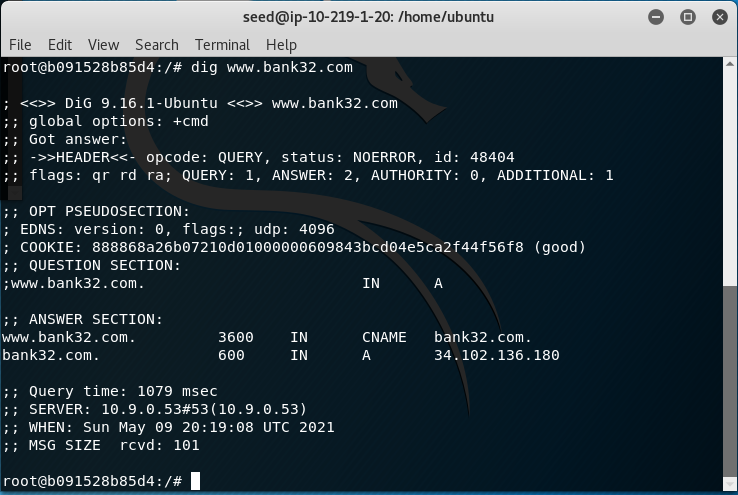 seed@ip-10-219-1-20: /home/ubuntu
File Edit View Search Terminal Help
root@b091528b85d4:/# dig www.bank32.com
; <<>> DiG 9.16.1-Ubuntu <<>> www.bank32.com
;; global options: +cmd
;; Got answer:
;; ->>HEADER<<- opcode: QUERY, status: NOERROR, id: 48404
;; flags: qr rd ra; QUERY: 1, ANSWER: 2, AUTHORITY: 0, ADDITIONAL: 1
;; OPT PSEUDOSECTION:
; EDNS: version: 0, flags:; udp: 4096
; COOKIE: 888868a26b07210d01000000609843bcd04e5ca2f44f56f8 (good)
;; QUESTION SECTION:
;www.bank32.com. IN A
;; ANSWER SECTION:
www.bank32.com. 3600 IN CNAME bank32.com.
bank32.com. 600 IN A 34.102.136.180
;; Query time: 1079 msec
;; SERVER: 10.9.0.53#53(10.9.0.53)
;; WHEN: Sun May 09 20:19:08 UTC 2021
;; MSG SIZE rcvd: 101
root@b091528b85d4:/#